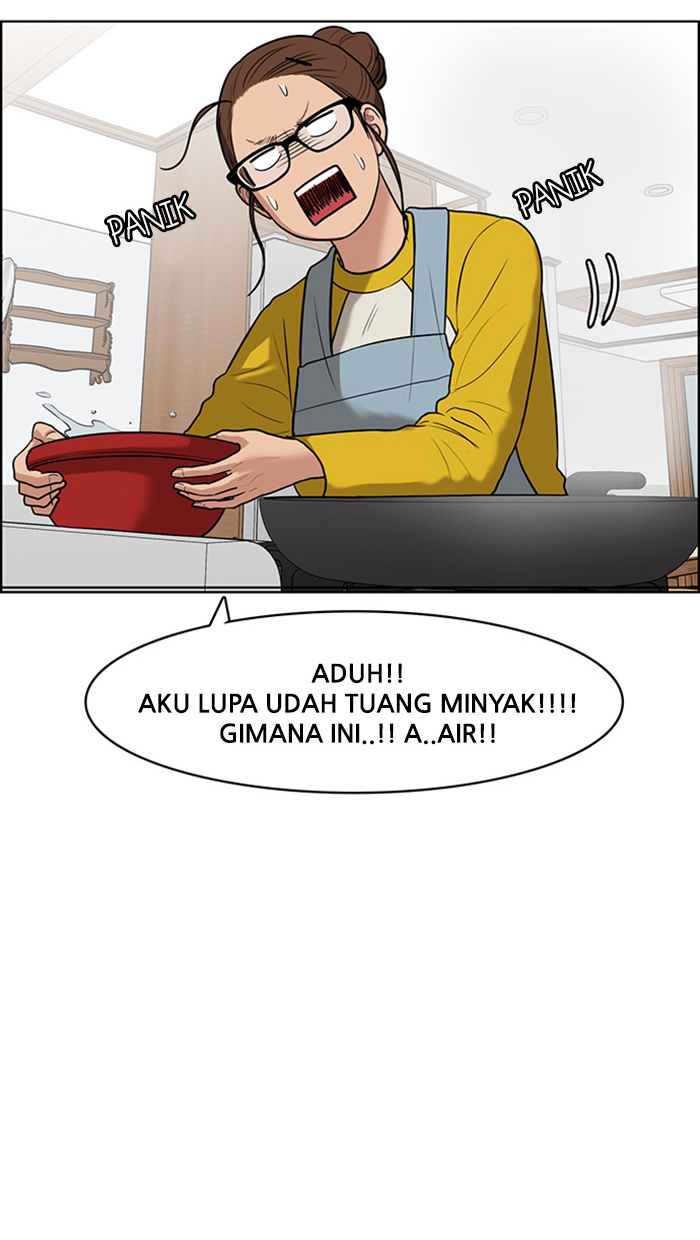 PANIK
PANIK
ADUH!!
AKU LUPA UDAH TUANG MINYAK!!!!
GIMANA INI..!! A..AIR!!